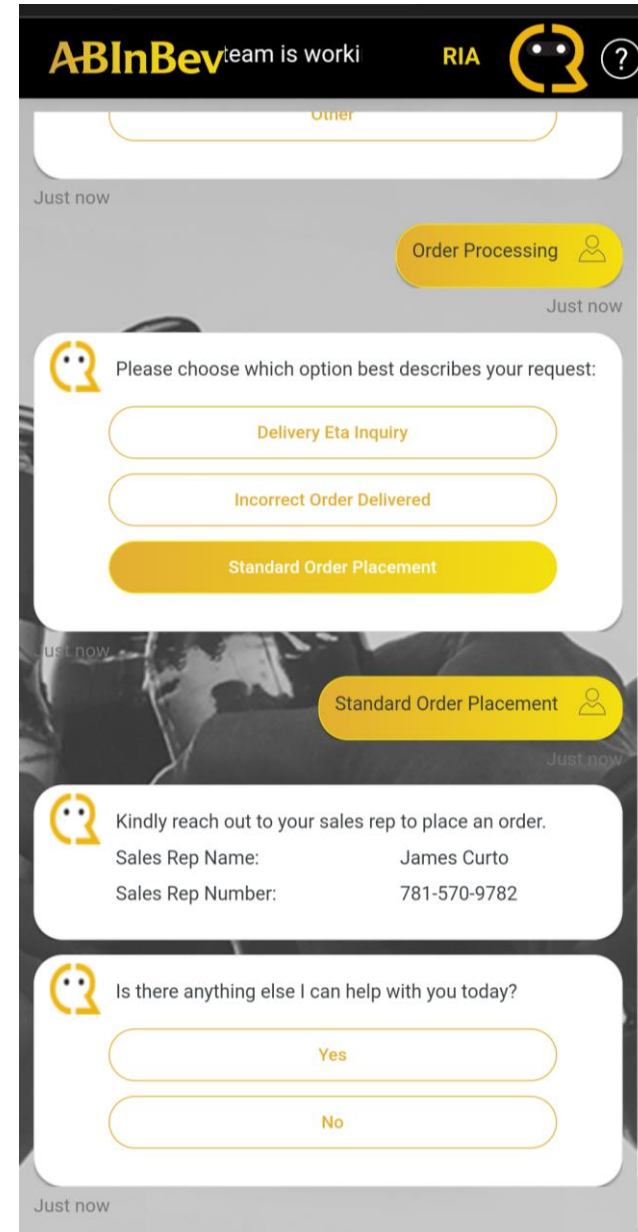 ABInBev team is worki RIA ?
Other
Just now
Order Processing
Just now
Please choose which option best describes your request:
Delivery Eta Inquiry
Incorrect Order Delivered
Standard Order Placement
Just now
Standard Order Placement
Just now
Kindly reach out to your sales rep to place an order.
Sales Rep Name: James Curto
Sales Rep Number: 781-570-9782
Is there anything else I can help with you today?
Yes
No
Just now